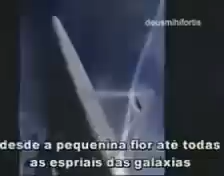 deusmihifortis
desde a pequenina flor até todas
as espriais das galaxias